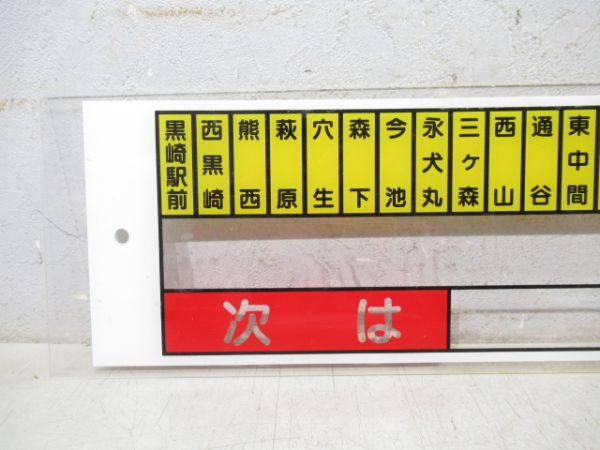 黒崎駅前
西黒崎
熊西
萩原
穴生
森下
今池
永犬丸
三ヶ森
西山
通谷
東中間
次は